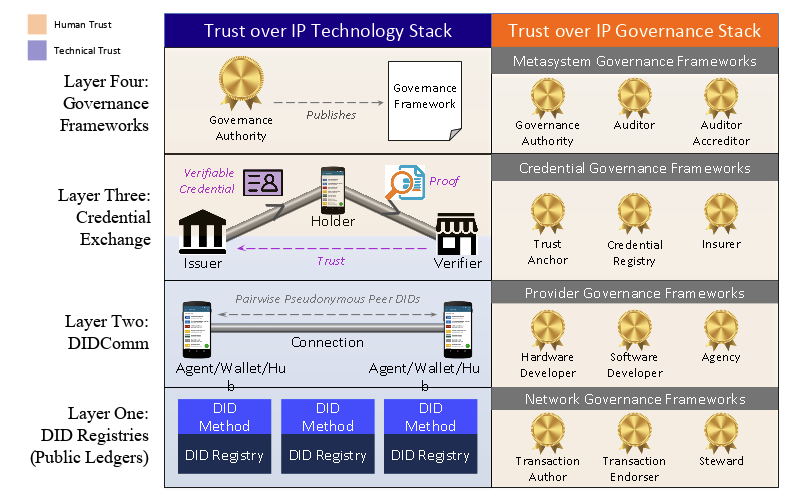 Human Trust
Technical Trust
Trust over IP Technology Stack
Trust over IP Governance Stack
Layer Four:
Governance
Frameworks
Governance
Authority
Publishes
Governance
Framework
Metasystem Governance Frameworks
Governance
Authority
Auditor
Auditor
Accreditor
Layer Three:
Credential
Exchange
Verifiable
Credential
Proof
Holder
Issuer
Trust
Verifier
Credential Governance Frameworks
Trust
Anchor
Credential
Registry
Insurer
Layer Two:
DIDComm
Pairwise Pseudonymous Peer DIDs
Connection
Agent/Wallet/Hu
b
Agent/Wallet/Hu
b
Provider Governance Frameworks
Hardware
Developer
Software
Developer
Agency
Layer One:
DID Registries
(Public Ledgers)
DID
Method
DID Registry
DID
Method
DID Registry
DID
Method
DID Registry
Network Governance Frameworks
Transaction
Author
Transaction
Endorser
Steward